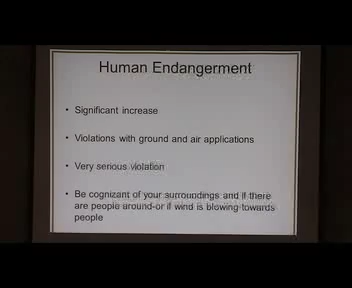 Human Endangerment
• Significant increase
• Violations with ground and air applications
• Very serious violation
• Be cognizant of your surroundings and if there
are people around-or if wind is blowing towards
people